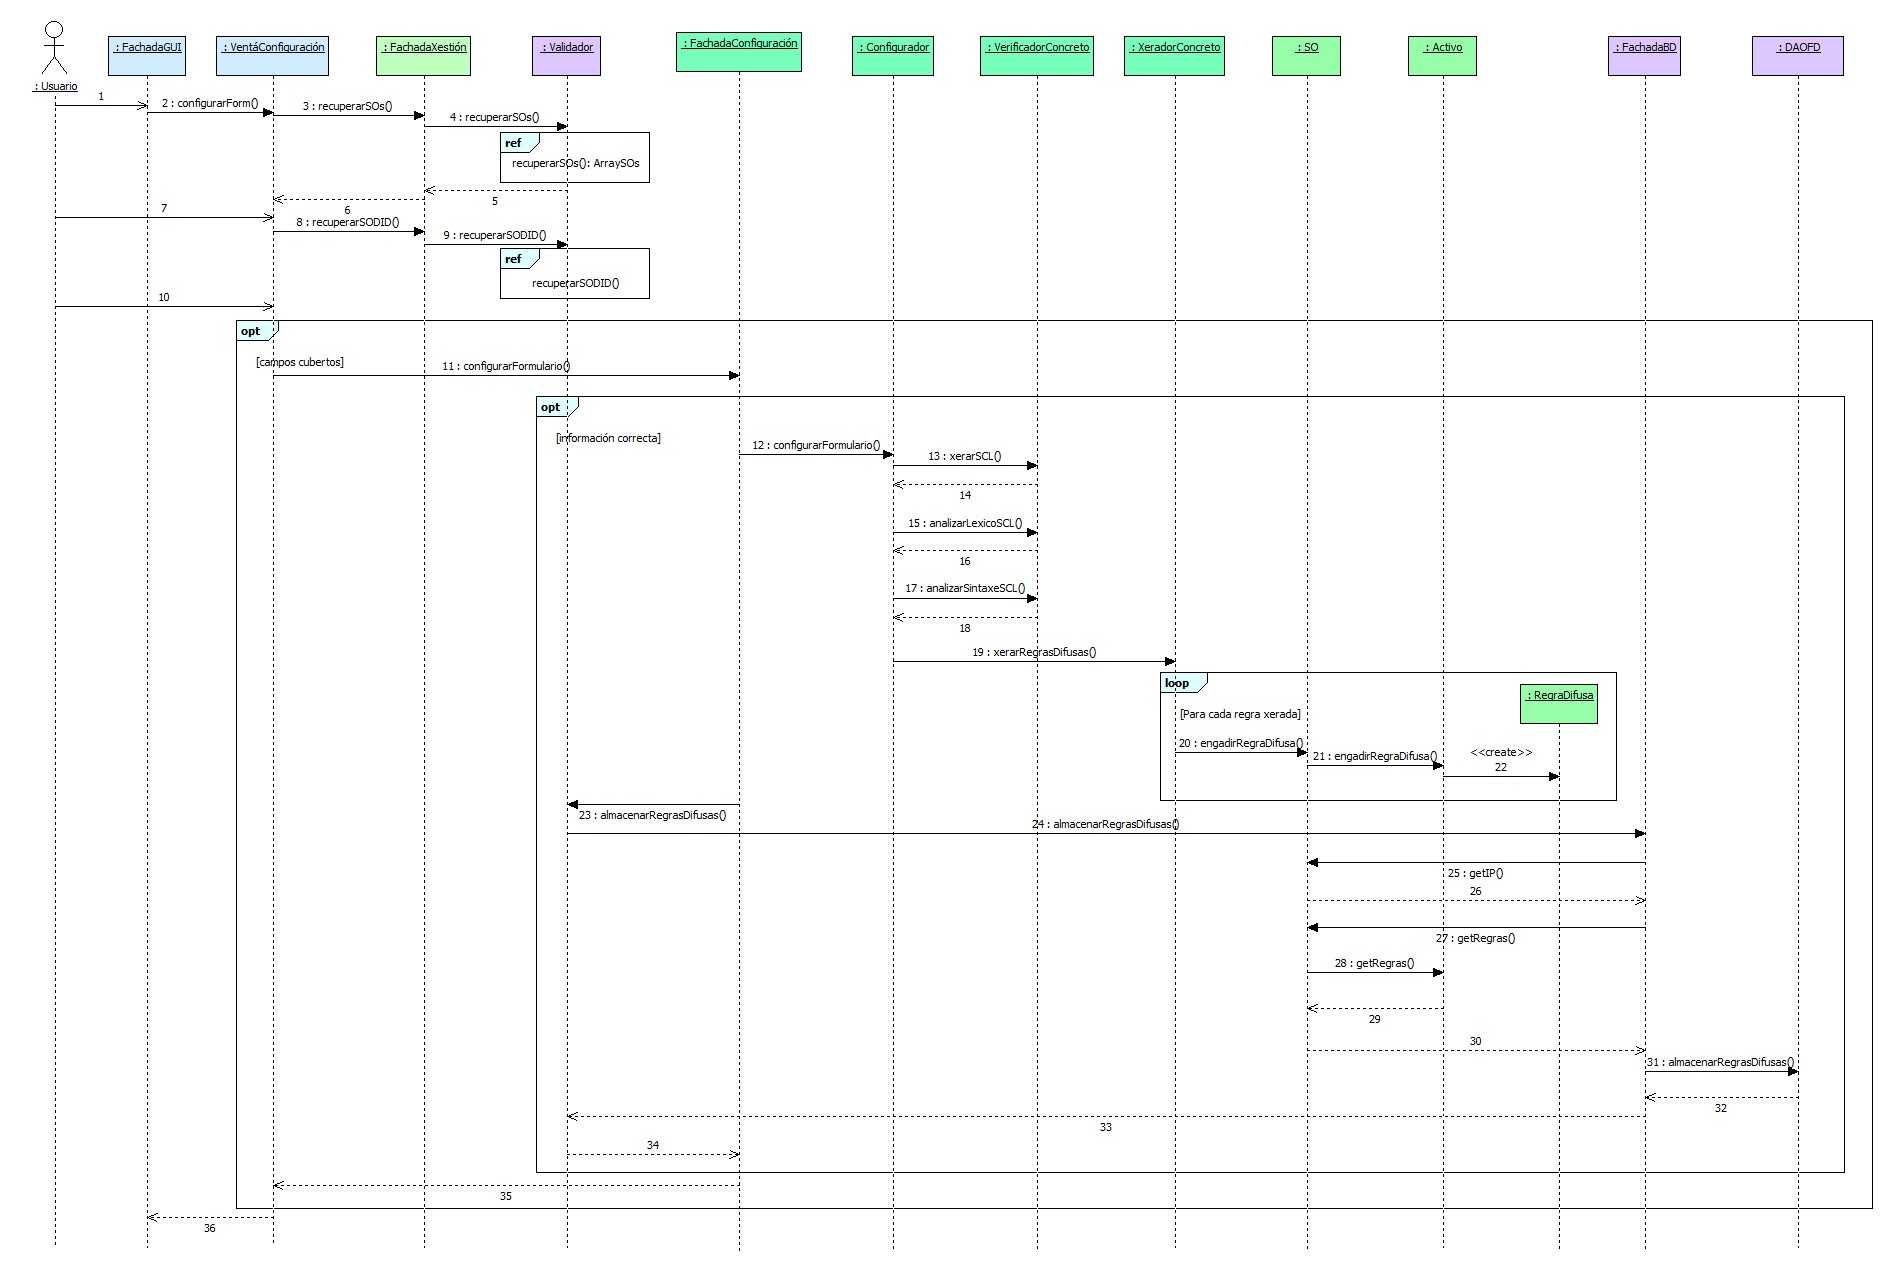 : Usuario
: FachadaGUI
: VentáConfiguración
: FachadaXestión
: Validador
: FachadaConfiguración
: Configurador
: VerificadorConcreto
: XeradorConcreto
: SO
: Activo
: FachadaBD
: DAOFD
1
2 : configurarForm()
3 : recuperarSOs()
4 : recuperarSOs()
ref
recuperarSOs(): ArraySOs
5
6
7
8 : recuperarSODID()
9 : recuperarSODID()
ref
recuperarSODID()
10
opt
[campos cubertos]
11 : configurarFormulario()
opt
[información correcta]
12 : configurarFormulario()
13 : xerarSCL()
14
15 : analizarLexicoSCL()
16
17 : analizarSintaxeSCL()
18
19 : xerarRegrasDifusas()
loop
: RegraDifusa
[Para cada regra xerada]
20 : engadirRegraDifusa()
21 : engadirRegraDifusa()
<<create>>
22
23 : almacenarRegrasDifusas()
24 : almacenarRegrasDifusas()
25 : getIP()
26
27 : getRegras()
28 : getRegras()
29
30
31 : almacenarRegrasDifusas()
32
33
34
35
36